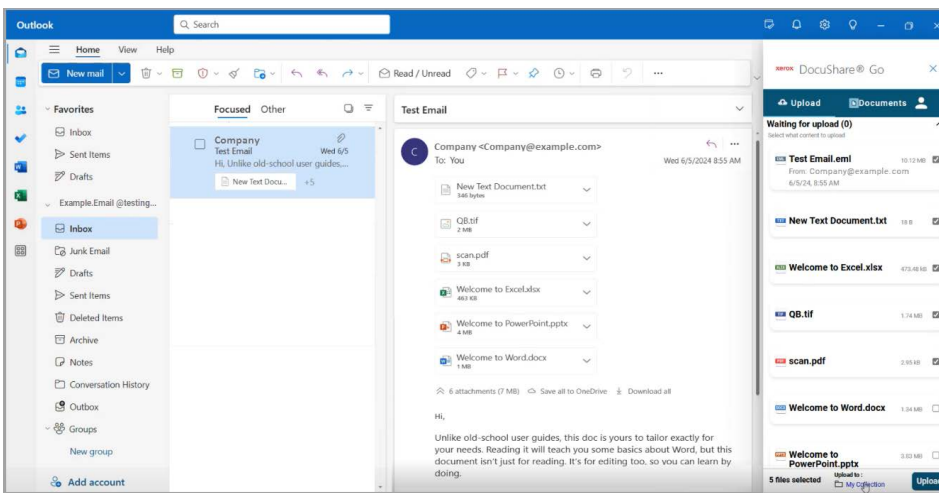 Outlook
Search
Home View Help
New mail
Read / Unread
Favorites
Inbox
Sent Items
Drafts
Example.Email @testing...
Inbox
Junk Email
Drafts
Sent Items
Deleted Items
Archive
Notes
Conversation History
Outbox
Groups
New group
Add account
Focused Other
Company
Test Email Wed 6/5
Hi, Unlike old-school user guides,...
New Text Docu... +5
Test Email
C
Company <Company@example.com>
To: You Wed 6/5/2024 8:55 AM
New Text Document.txt
346 bytes
QB.tif
2 MB
scan.pdf
3 KB
Welcome to Excel.xlsx
463 KB
Welcome to PowerPoint.pptx
4 MB
Welcome to Word.docx
1 MB
6 attachments (7 MB) Save all to OneDrive Download all
Hi,
Unlike old-school user guides, this doc is yours to tailor exactly for
your needs. Reading it will teach you some basics about Word, but this
document isn't just for reading. It's for editing too, so you can learn by
doing.
xerox DocuShare® Go
Upload Documents
Waiting for upload (0)
Select what content to upload
Test Email.eml 10.12 MB
From: Company@example.com
6/5/24, 8:55 AM
New Text Document.txt 18 B
Welcome to Excel.xlsx 473.48 kB
QB.tif 1.74 MB
scan.pdf 2.95 kB
Welcome to Word.docx 1.34 MB
Welcome to
PowerPoint.pptx 3.83 MB
5 files selected
Upload to :
My Collection
Upload